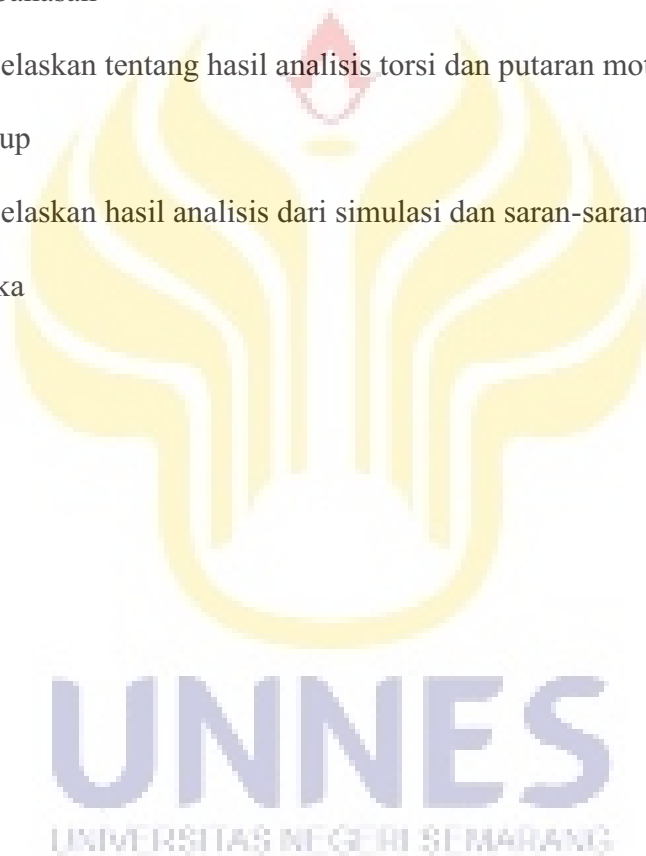 elaskan tentang hasil analisis torsi dan putaran mot
up
elaskan hasil analisis dari simulasi dan saran-saran
ka
UNNES
UNIVERSITAS NEGERI SEMARANG